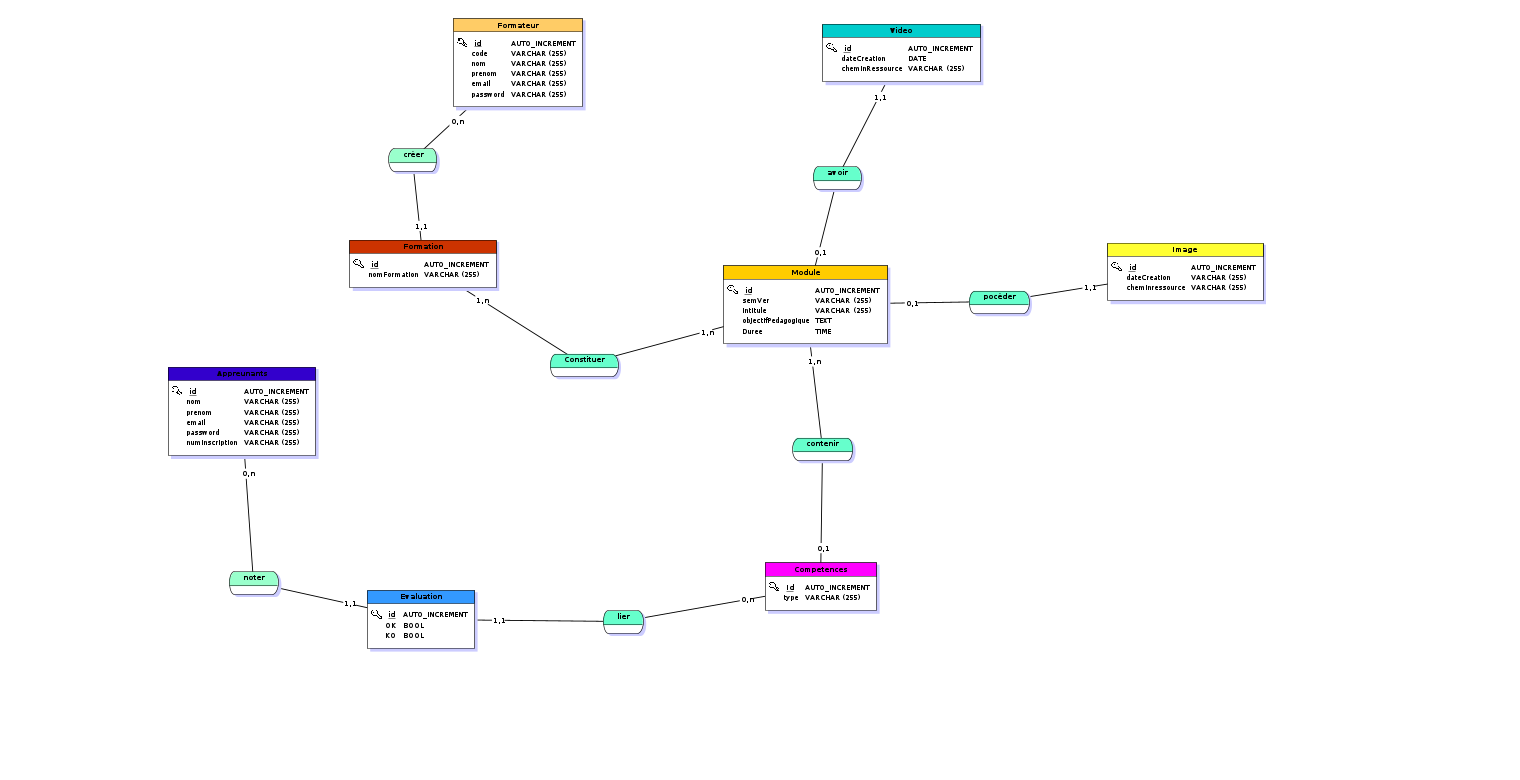 Formateur
id AUTO_INCREMENT
code VARCHAR (255)
nom VARCHAR (255)
prenom VARCHAR (255)
email VARCHAR (255)
password VARCHAR (255)
Video
id AUTO_INCREMENT
dateCreation DATE
cheminRessource VARCHAR (255)
0,n
1,1
créer
avoir
1,1
0,1
Formation
id AUTO_INCREMENT
nomFormation VARCHAR (255)
Image
id AUTO_INCREMENT
dateCreation VARCHAR (255)
cheminressource VARCHAR (255)
Module
id AUTO_INCREMENT
semVer VARCHAR (255)
intitule VARCHAR (255)
objectifPedagogique TEXT
Duree TIME
1,n
1,n
0,1
pocéder
1,1
Constituer
1,n
Apprenants
id AUTO_INCREMENT
nom VARCHAR (255)
prenom VARCHAR (255)
email VARCHAR (255)
password VARCHAR (255)
numInscription VARCHAR (255)
contenir
0,n
0,1
noter
Competences
Id AUTO_INCREMENT
type VARCHAR (255)
1,1
Evaluation
id AUTO_INCREMENT
OK BOOL
KO BOOL
1,1
lier
0,n